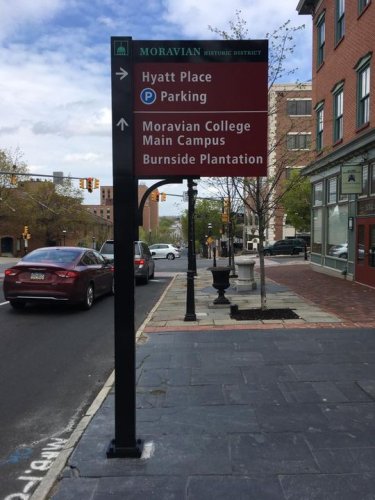 MORAVIAN HISTORIC DISTRICT
Hyatt Place
P Parking
Moravian College
Main Campus
Burnside Plantation